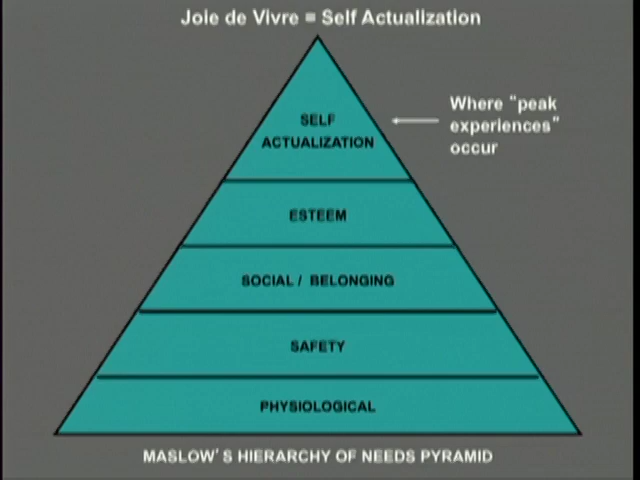 Joie de Vivre = Self Actualization
Where "peak
experiences"
occur
SELF
ACTUALIZATION
ESTEEM
SOCIAL / BELONGING
SAFETY
PHYSIOLOGICAL
MASLOW'S HIERARCHY OF NEEDS PYRAMID